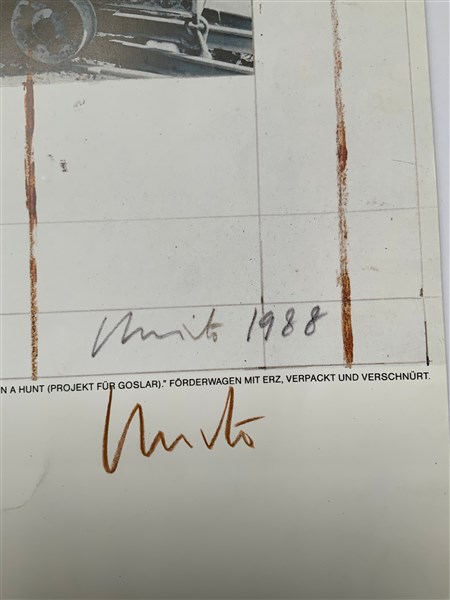 Christo 1988
N A HUNT (PROJEKT FÜR GOSLAR)." FÖRDERWAGEN MIT ERZ, VERPACKT UND VERSCHNÜRT.
Christo